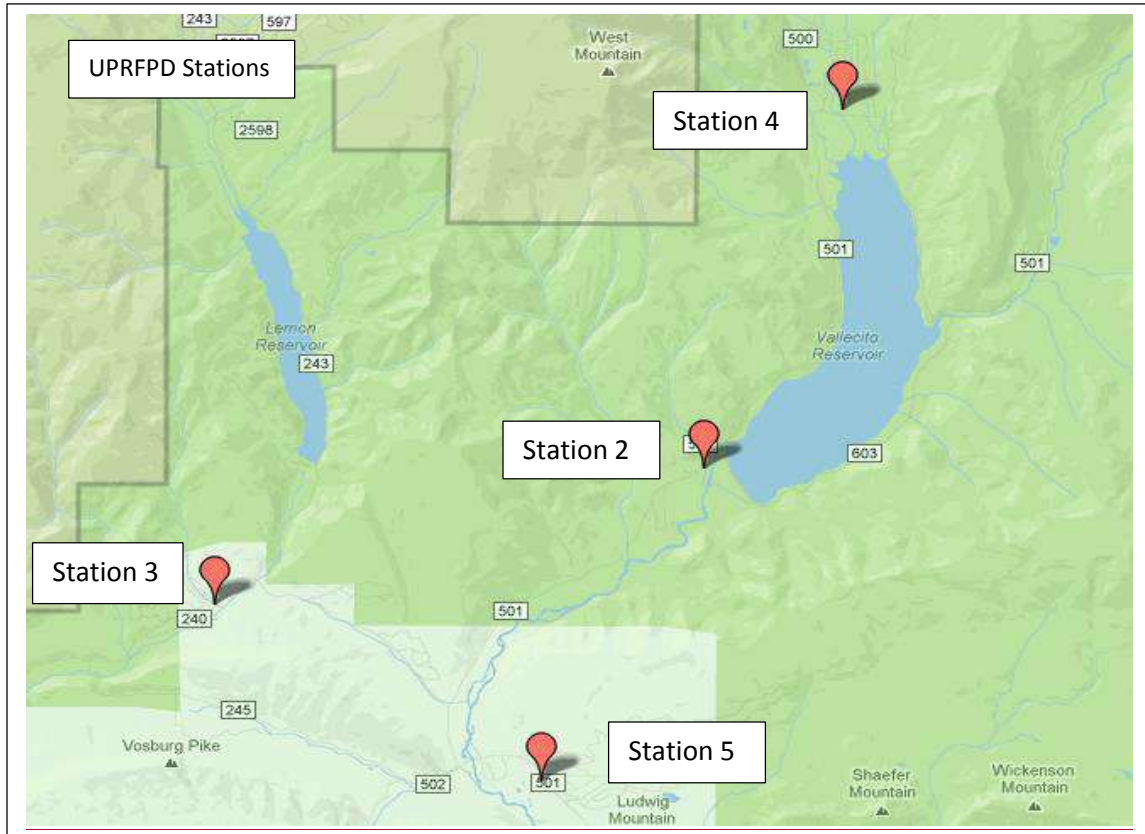 243
597
UPRFPD Stations
West
Mountain
500
Station 4
2598
501
501
Lemon
Reservoir
243
Vallecito
Reservoir
Station 2
603
Station 3
240
501
245
Vosburg Pike
Station 5
502
501
Ludwig
Mountain
Shaefer
Mountain
Wickenson
Mountain